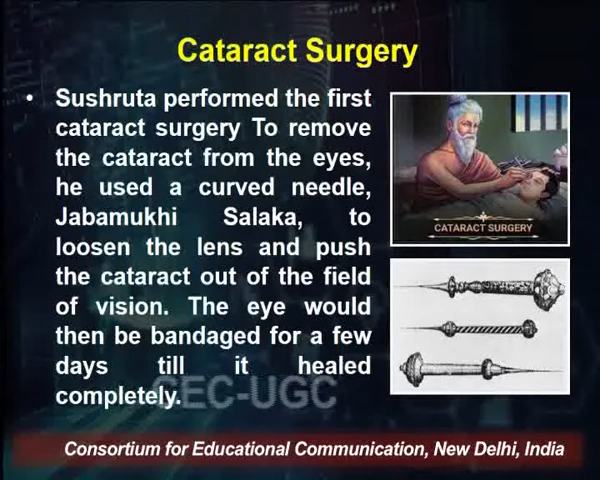 Cataract Surgery
• Sushruta performed the first
cataract surgery To remove
the cataract from the eyes,
he used a curved needle,
Jabamukhi Salaka, to
loosen the lens and push
the cataract out of the field
of vision. The eye would
then be bandaged for a few
days till it healed
completely.
CATARACT SURGERY
CEC-UGC
Consortium for Educational Communication, New Delhi, India